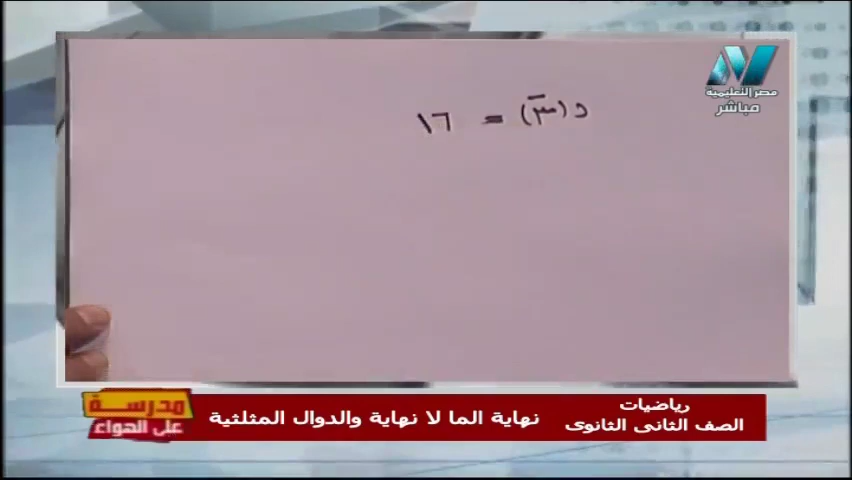 د (٣⁻) = ١٦
مصر التعليمية
مباشر
مدرسة
على الهواء
نهاية الما لا نهاية والدوال المثلثية
رياضيات
الصف الثانى الثانوى